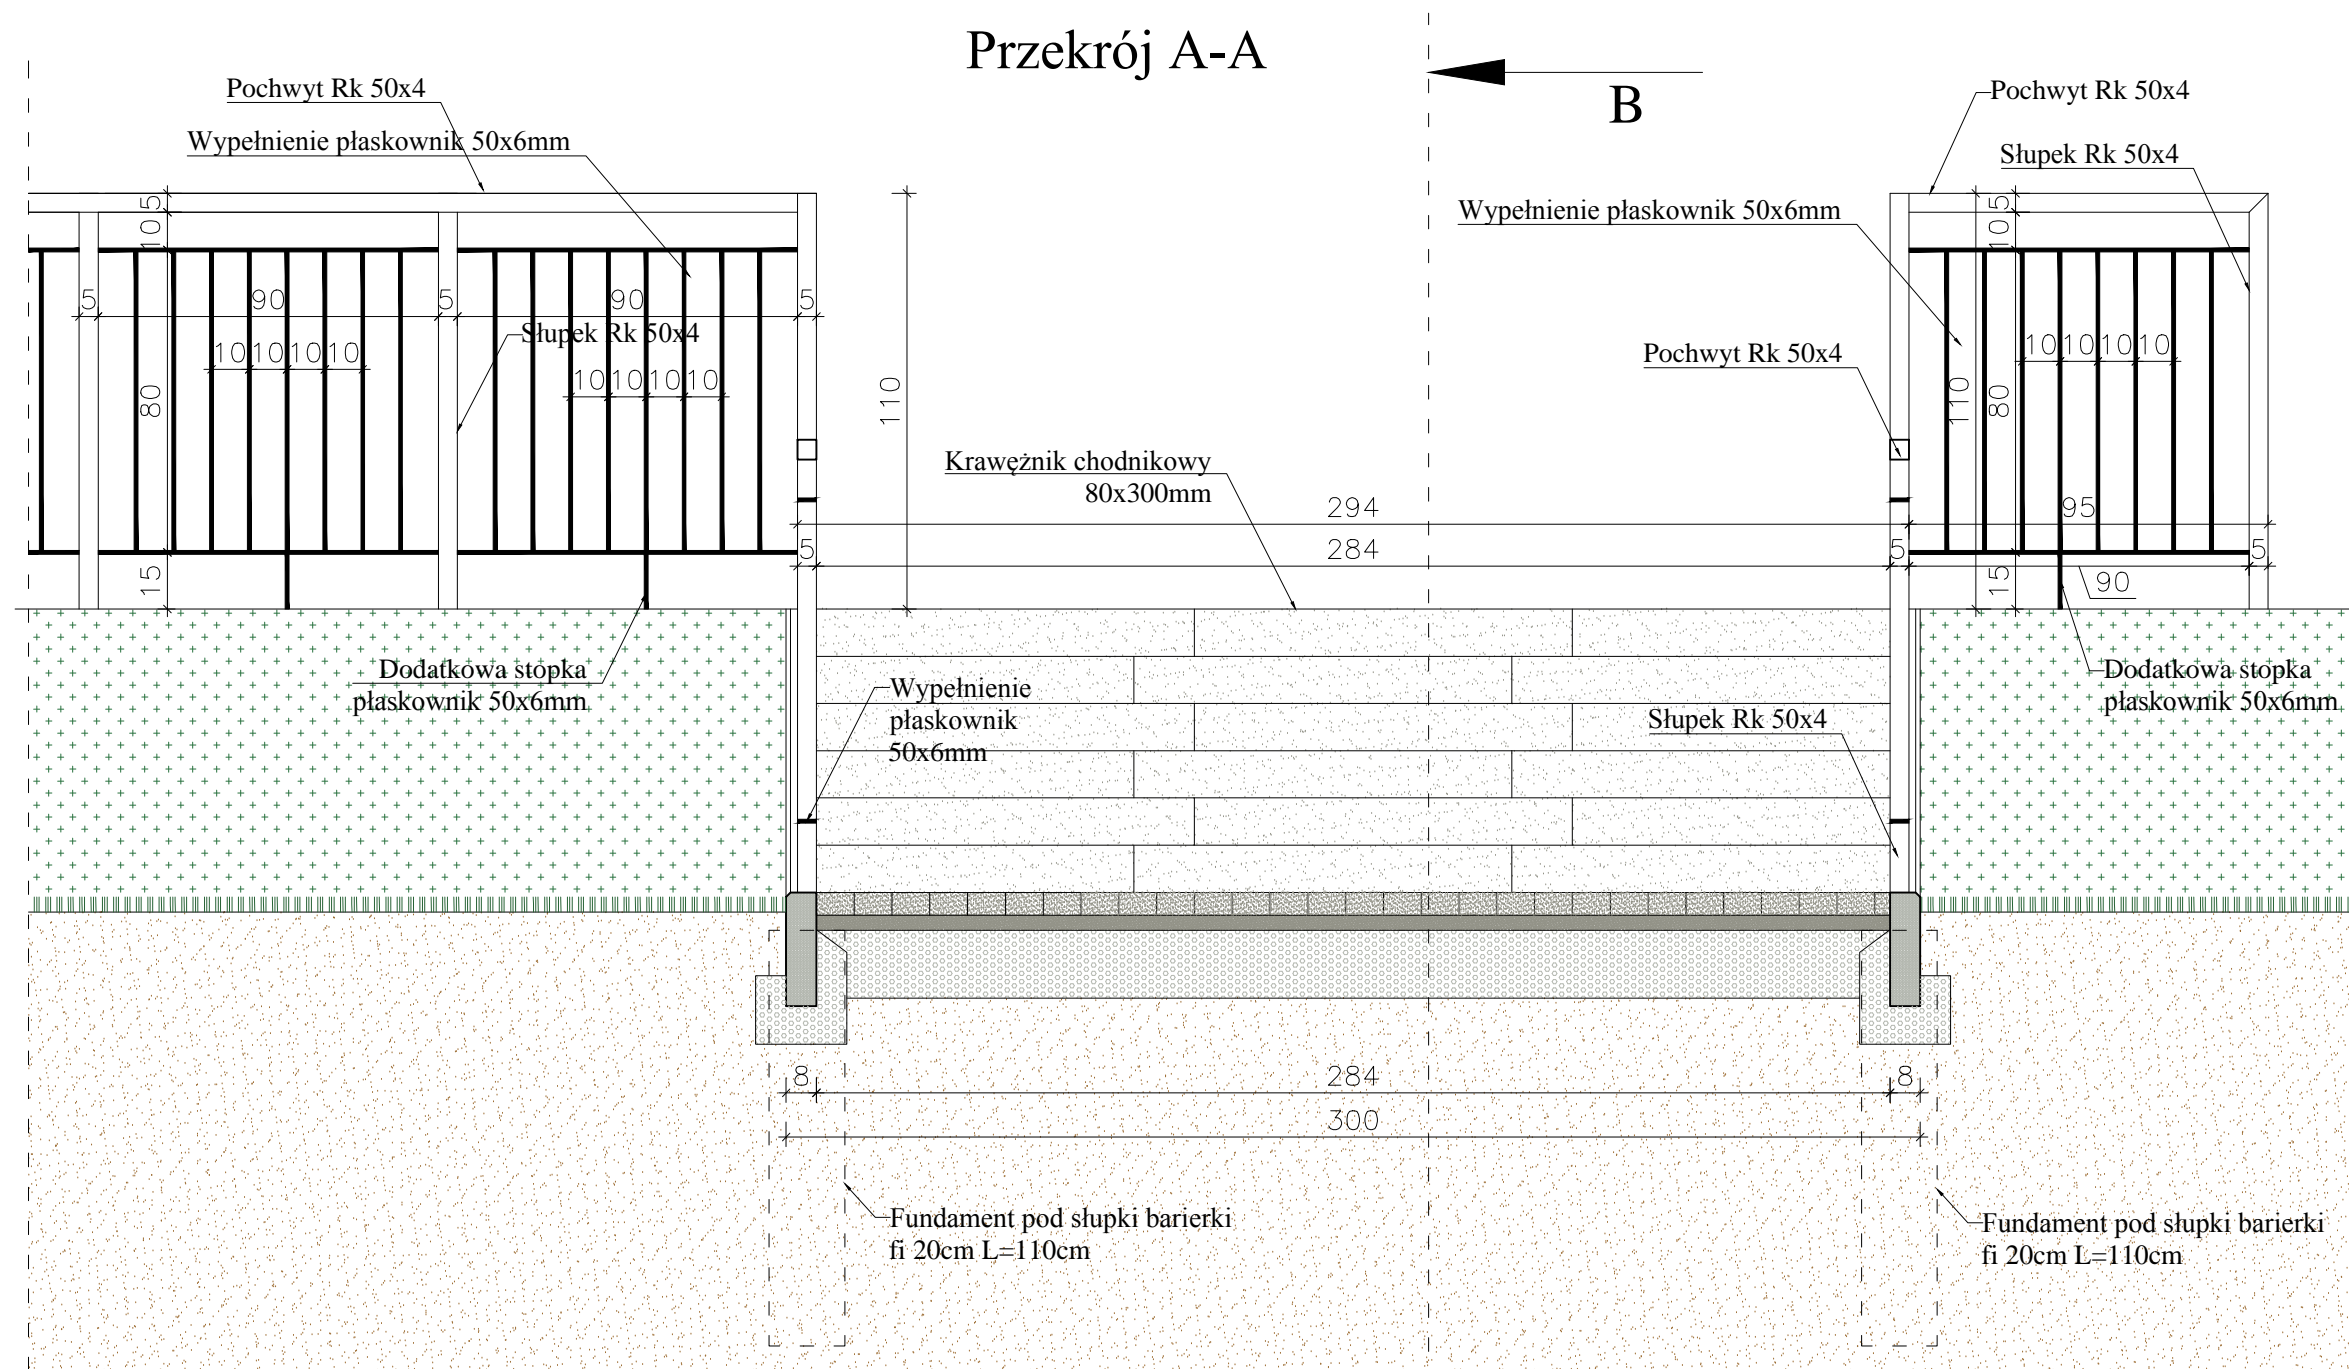 Przekrój A-A
B
Pochwyt Rk 50x4
Wypełnienie płaskownik 50x6mm
Pochwyt Rk 50x4
Słupek Rk 50x4
Wypełnienie płaskownik 50x6mm
5
10
80
15
5
90
5
90
5
10 10 10 10
10 10 10 10
Słupek Rk 50x4
110
Pochwyt Rk 50x4
5
10
110
80
15
10 10 10 10
Krawężnik chodnikowy
80x300mm
294
95
5
284
5
5
90
Dodatkowa stopka
płaskownik 50x6mm
Wypełnienie
płaskownik
50x6mm
Słupek Rk 50x4
Dodatkowa stopka
płaskownik 50x6mm
8
284
8
300
Fundament pod słupki barierki
fi 20cm L=110cm
Fundament pod słupki barierki
fi 20cm L=110cm